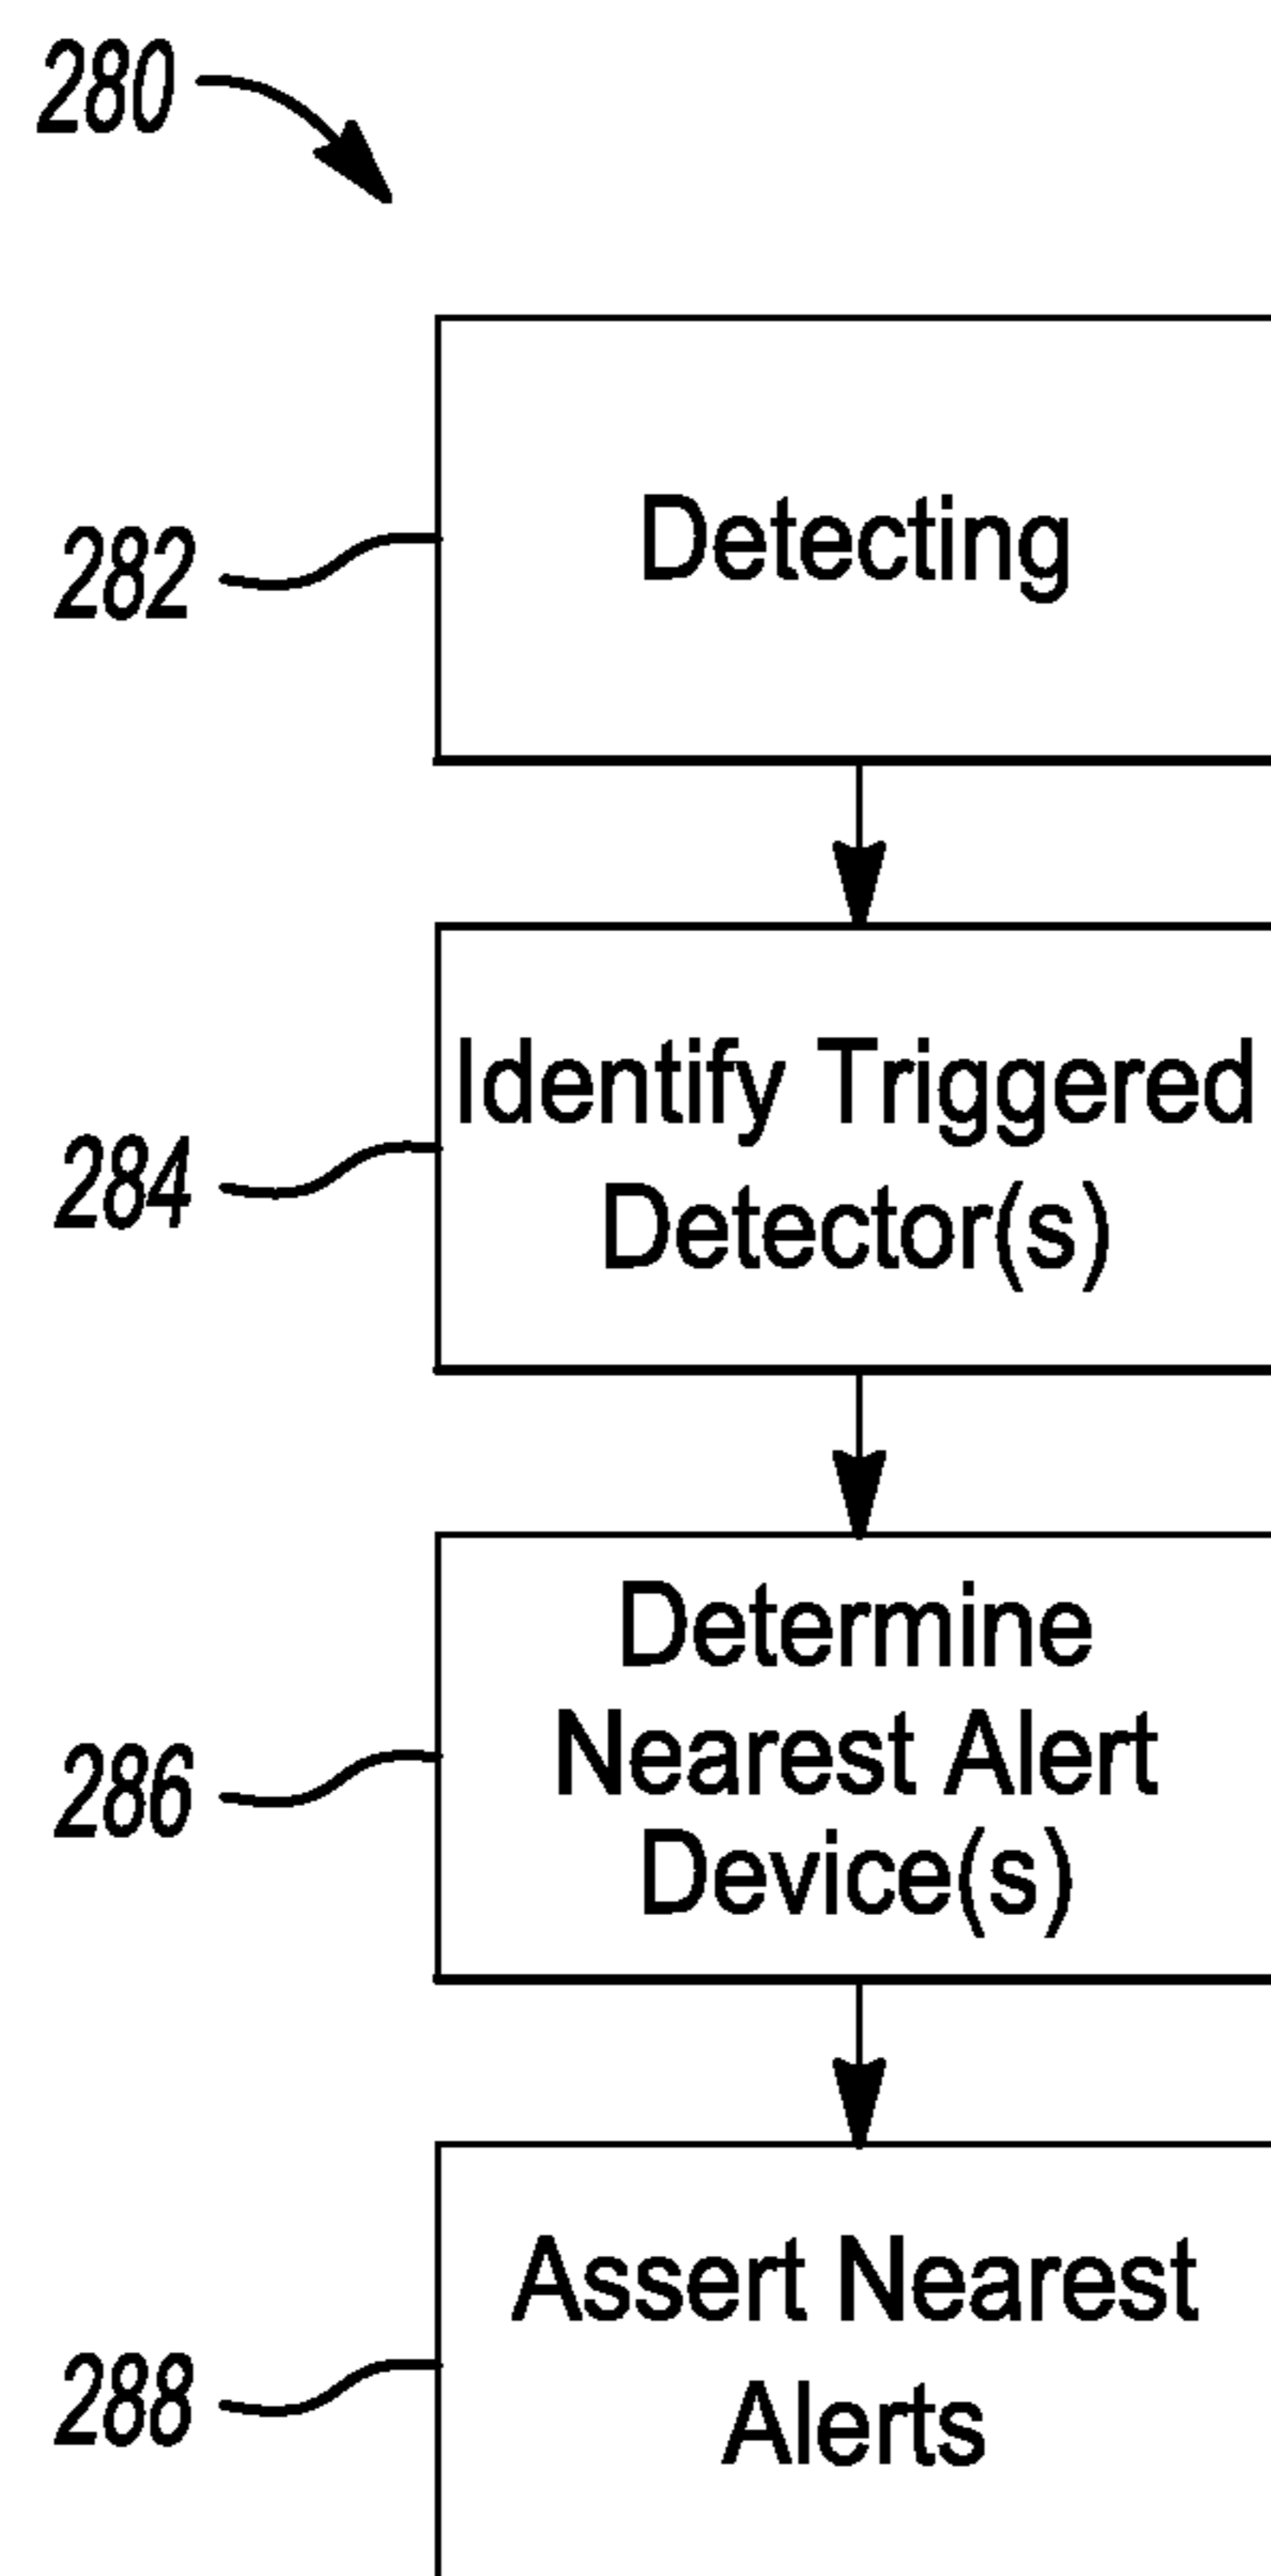 280
282
Detecting
284
Identify Triggered
Detector(s)
286
Determine
Nearest Alert
Device(s)
288
Assert Nearest
Alerts